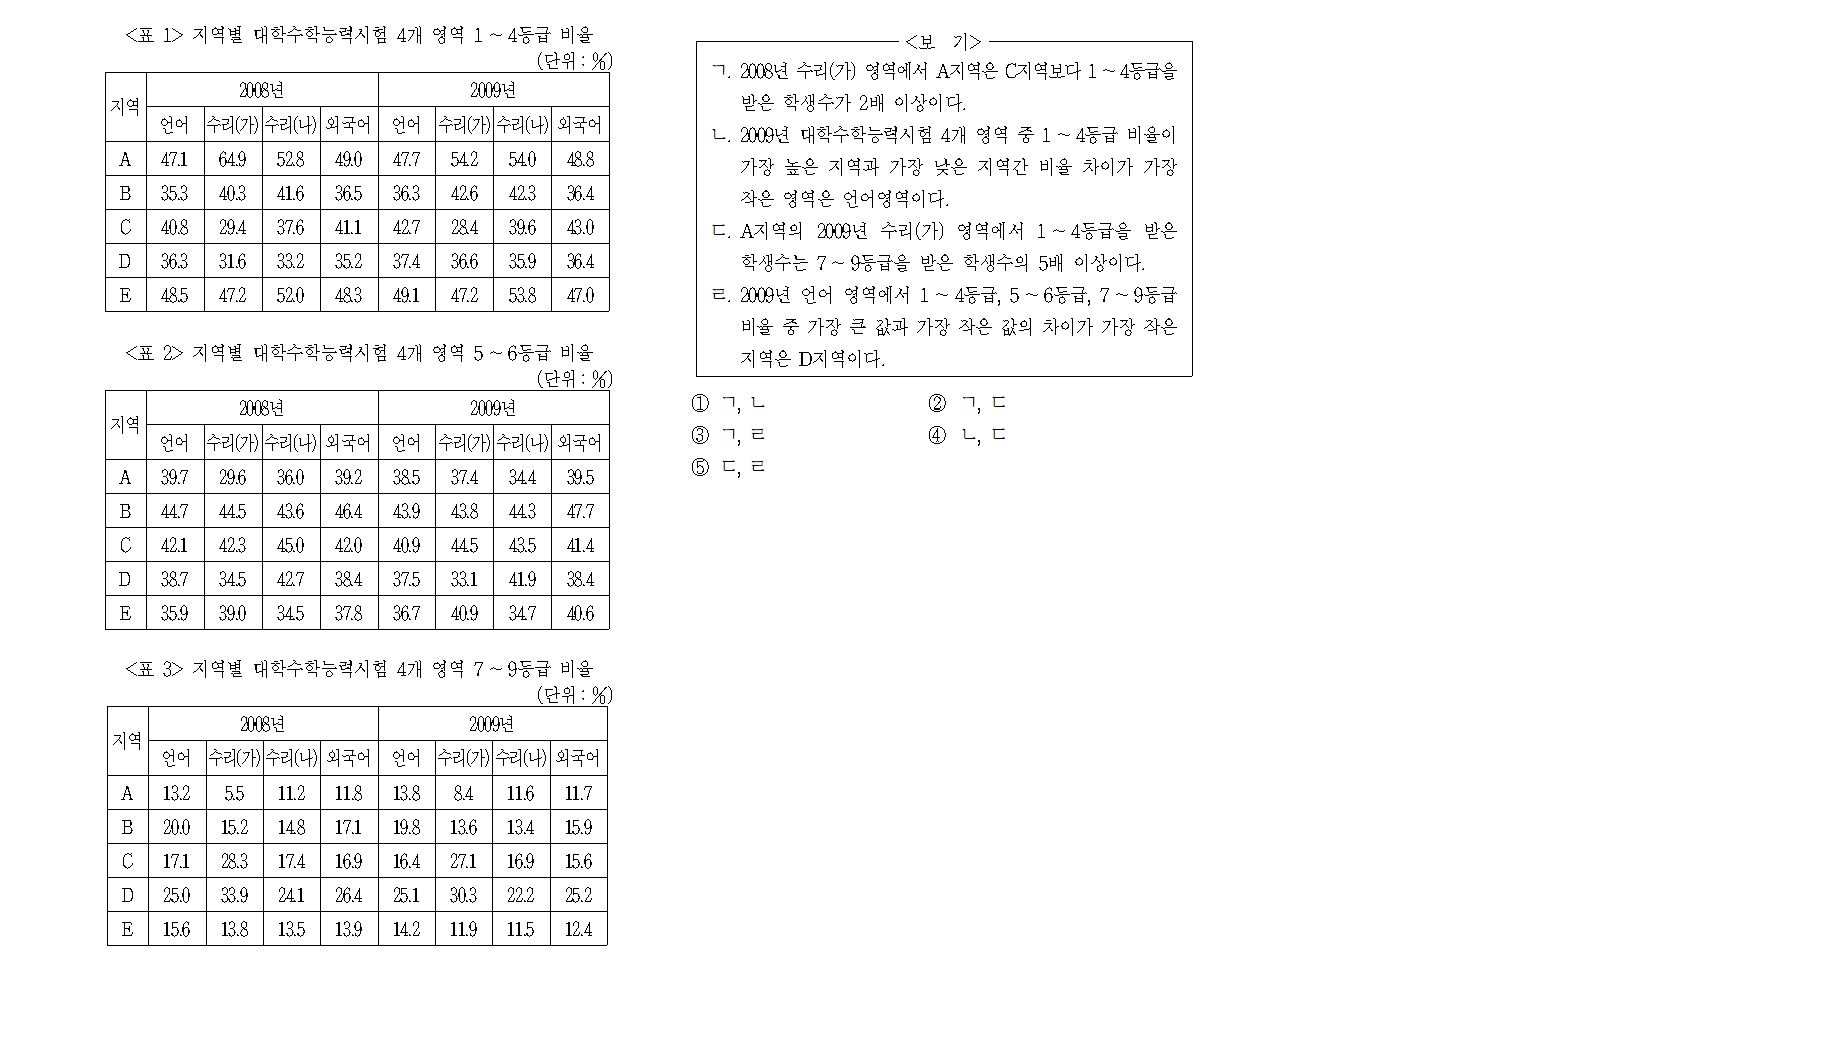 <표 1> 지역별 대학수학능력시험 4개 영역 1 ~ 4등급 비율
(단위 : %)
지역 2008년 2009년
언어 수리(가) 수리(나) 외국어 언어 수리(가) 수리(나) 외국어
A 47.1 64.9 52.8 49.0 47.7 54.2 54.0 48.8
B 35.3 40.3 41.6 36.5 36.3 42.6 42.3 36.4
C 40.8 29.4 37.6 41.1 42.7 28.4 39.6 43.0
D 36.3 31.6 33.2 35.2 37.4 36.6 35.9 36.4
E 48.5 47.2 52.0 48.3 49.1 47.2 53.8 47.0
<표 2> 지역별 대학수학능력시험 4개 영역 5 ~ 6등급 비율
(단위 : %)
지역 2008년 2009년
언어 수리(가) 수리(나) 외국어 언어 수리(가) 수리(나) 외국어
A 39.7 29.6 36.0 39.2 38.5 37.4 34.4 39.5
B 44.7 44.5 43.6 46.4 43.9 43.8 44.3 47.7
C 42.1 42.3 45.0 42.0 40.9 44.5 43.5 41.4
D 38.7 34.5 42.7 38.4 37.5 33.1 41.9 38.4
E 35.9 39.0 34.5 37.8 36.7 40.9 34.7 40.6
<표 3> 지역별 대학수학능력시험 4개 영역 7 ~ 9등급 비율
(단위 : %)
지역 2008년 2009년
언어 수리(가) 수리(나) 외국어 언어 수리(가) 수리(나) 외국어
A 13.2 5.5 11.2 11.8 13.8 8.4 11.6 11.7
B 20.0 15.2 14.8 17.1 19.8 13.6 13.4 15.9
C 17.1 28.3 17.4 16.9 16.4 27.1 16.9 15.6
D 25.0 33.9 24.1 26.4 25.1 30.3 22.2 25.2
E 15.6 13.8 13.5 13.9 14.2 11.9 11.5 12.4
<보 기>
ㄱ. 2008년 수리(가) 영역에서 A지역은 C지역보다 1 ~ 4등급을
받은 학생수가 2배 이상이다.
ㄴ. 2009년 대학수학능력시험 4개 영역 중 1 ~ 4등급 비율이
가장 높은 지역과 가장 낮은 지역간 비율 차이가 가장
작은 영역은 언어영역이다.
ㄷ. A지역의 2009년 수리(가) 영역에서 1 ~ 4등급을 받은
학생수는 7 ~ 9등급을 받은 학생수의 5배 이상이다.
ㄹ. 2009년 언어 영역에서 1 ~ 4등급, 5 ~ 6등급, 7 ~ 9등급
비율 중 가장 큰 값과 가장 작은 값의 차이가 가장 작은
지역은 D지역이다.
① ㄱ, ㄴ ② ㄱ, ㄷ
③ ㄱ, ㄹ ④ ㄴ, ㄷ
⑤ ㄷ, ㄹ